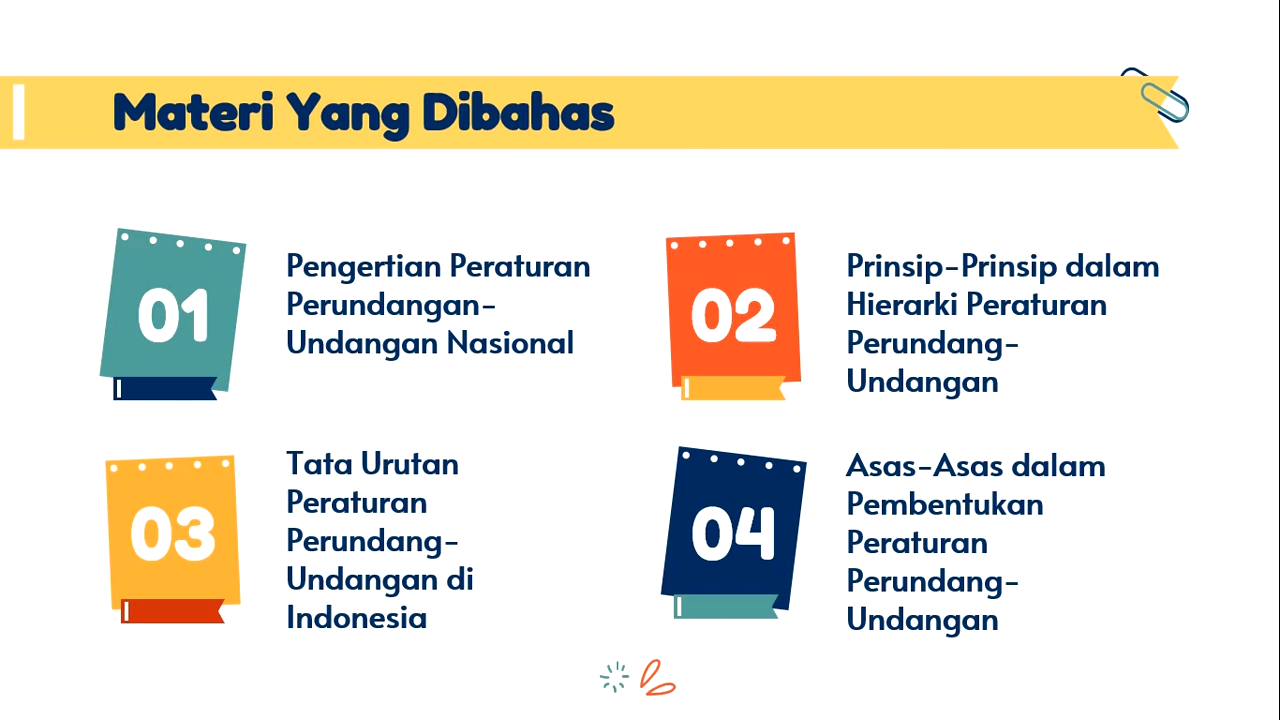 Materi Yang Dibahas
01
Pengertian Peraturan
Perundangan-
Undangan Nasional
02
Prinsip-Prinsip dalam
Hierarki Peraturan
Perundang-
Undangan
03
Tata Urutan
Peraturan
Perundang-
Undangan di
Indonesia
04
Asas-Asas dalam
Pembentukan
Peraturan
Perundang-
Undangan